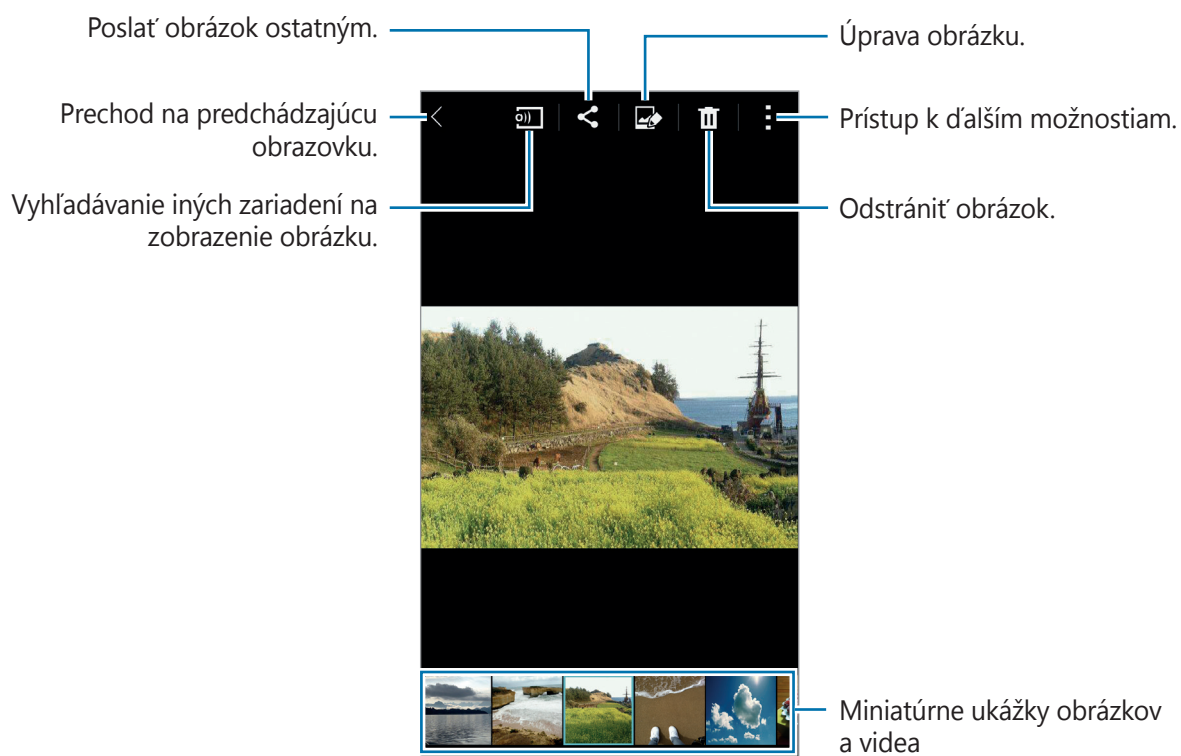 Poslať obrázok ostatným.
Úprava obrázku.
Prechod na predchádzajúcu
obrazovku.
Prístup k ďalším možnostiam.
Vyhľadávanie iných zariadení na
zobrazenie obrázku.
Odstrániť obrázok.
Miniatúrne ukážky obrázkov
a videa